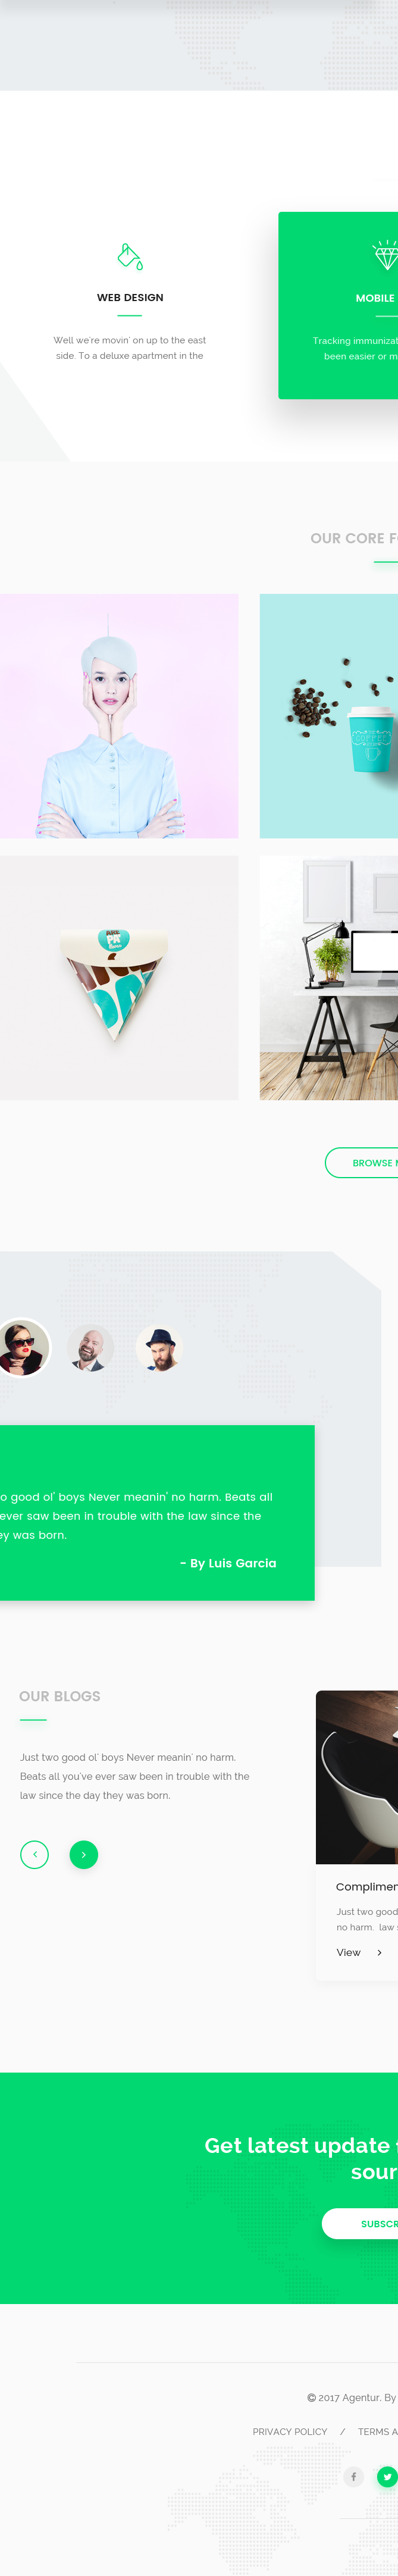 WEB DESIGN
Well we're movin' on up to the east
side. To a deluxe apartment in the
MOBILE
Tracking immunizat
been easier or m
OUR CORE F
COFFEE
ARE
PA
BROWSE
o good ol' boys Never meanin' no harm. Beats all
ever saw been in trouble with the law since the
ey was born.
- By Luis Garcia
OUR BLOGS
Just two good ol' boys Never meanin' no harm.
Beats all you've ever saw been in trouble with the
law since the day they was born.
Complimen
Just two good
no harm. law s
View
Get latest update
sour
SUBSCR
© 2017 Agentur. By
PRIVACY POLICY / TERMS A